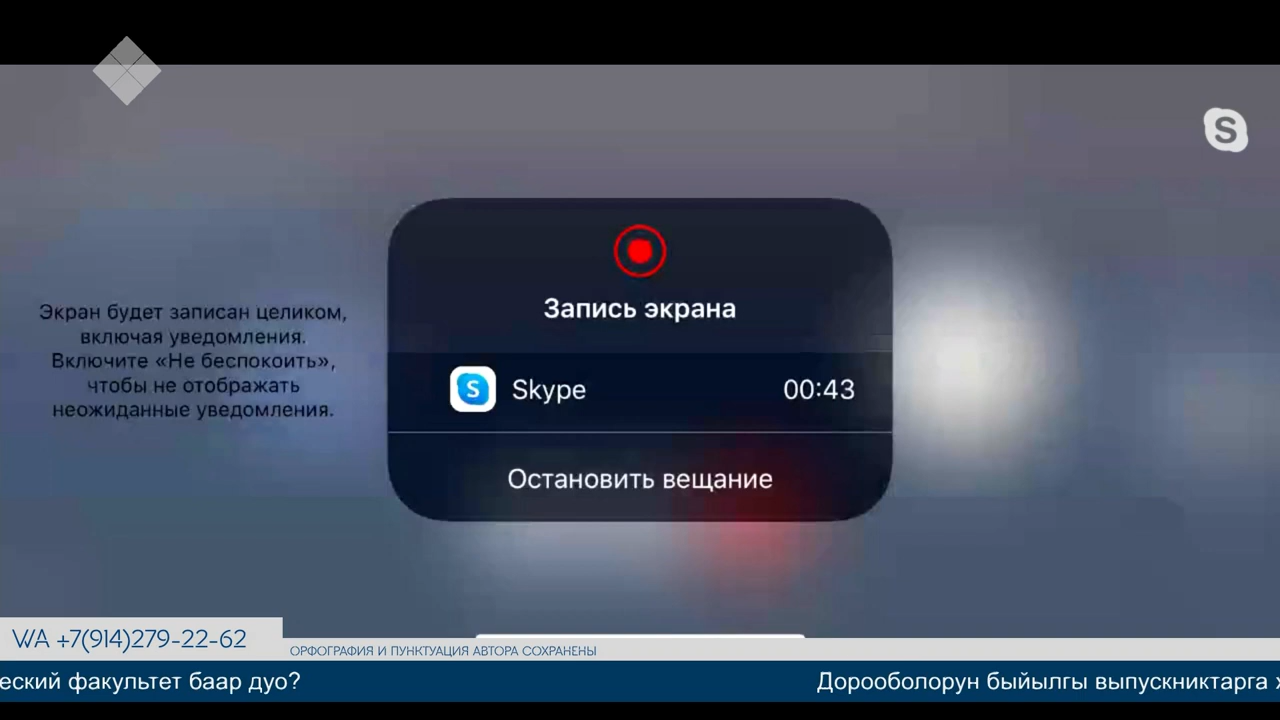 S
Экран будет записан целиком,
включая уведомления.
Включите «Не беспокоить»,
чтобы не отображать
неожиданные уведомления.
Запись экрана
S Skype 00:43
Остановить вещание
WA +7(914)279-22-62
ОРФОГРАФИЯ И ПУНКТУАЦИЯ АВТОРА СОХРАНЕНЫ
еский факультет баар дуо? Дорооболорун быйылгы выпускниктарга